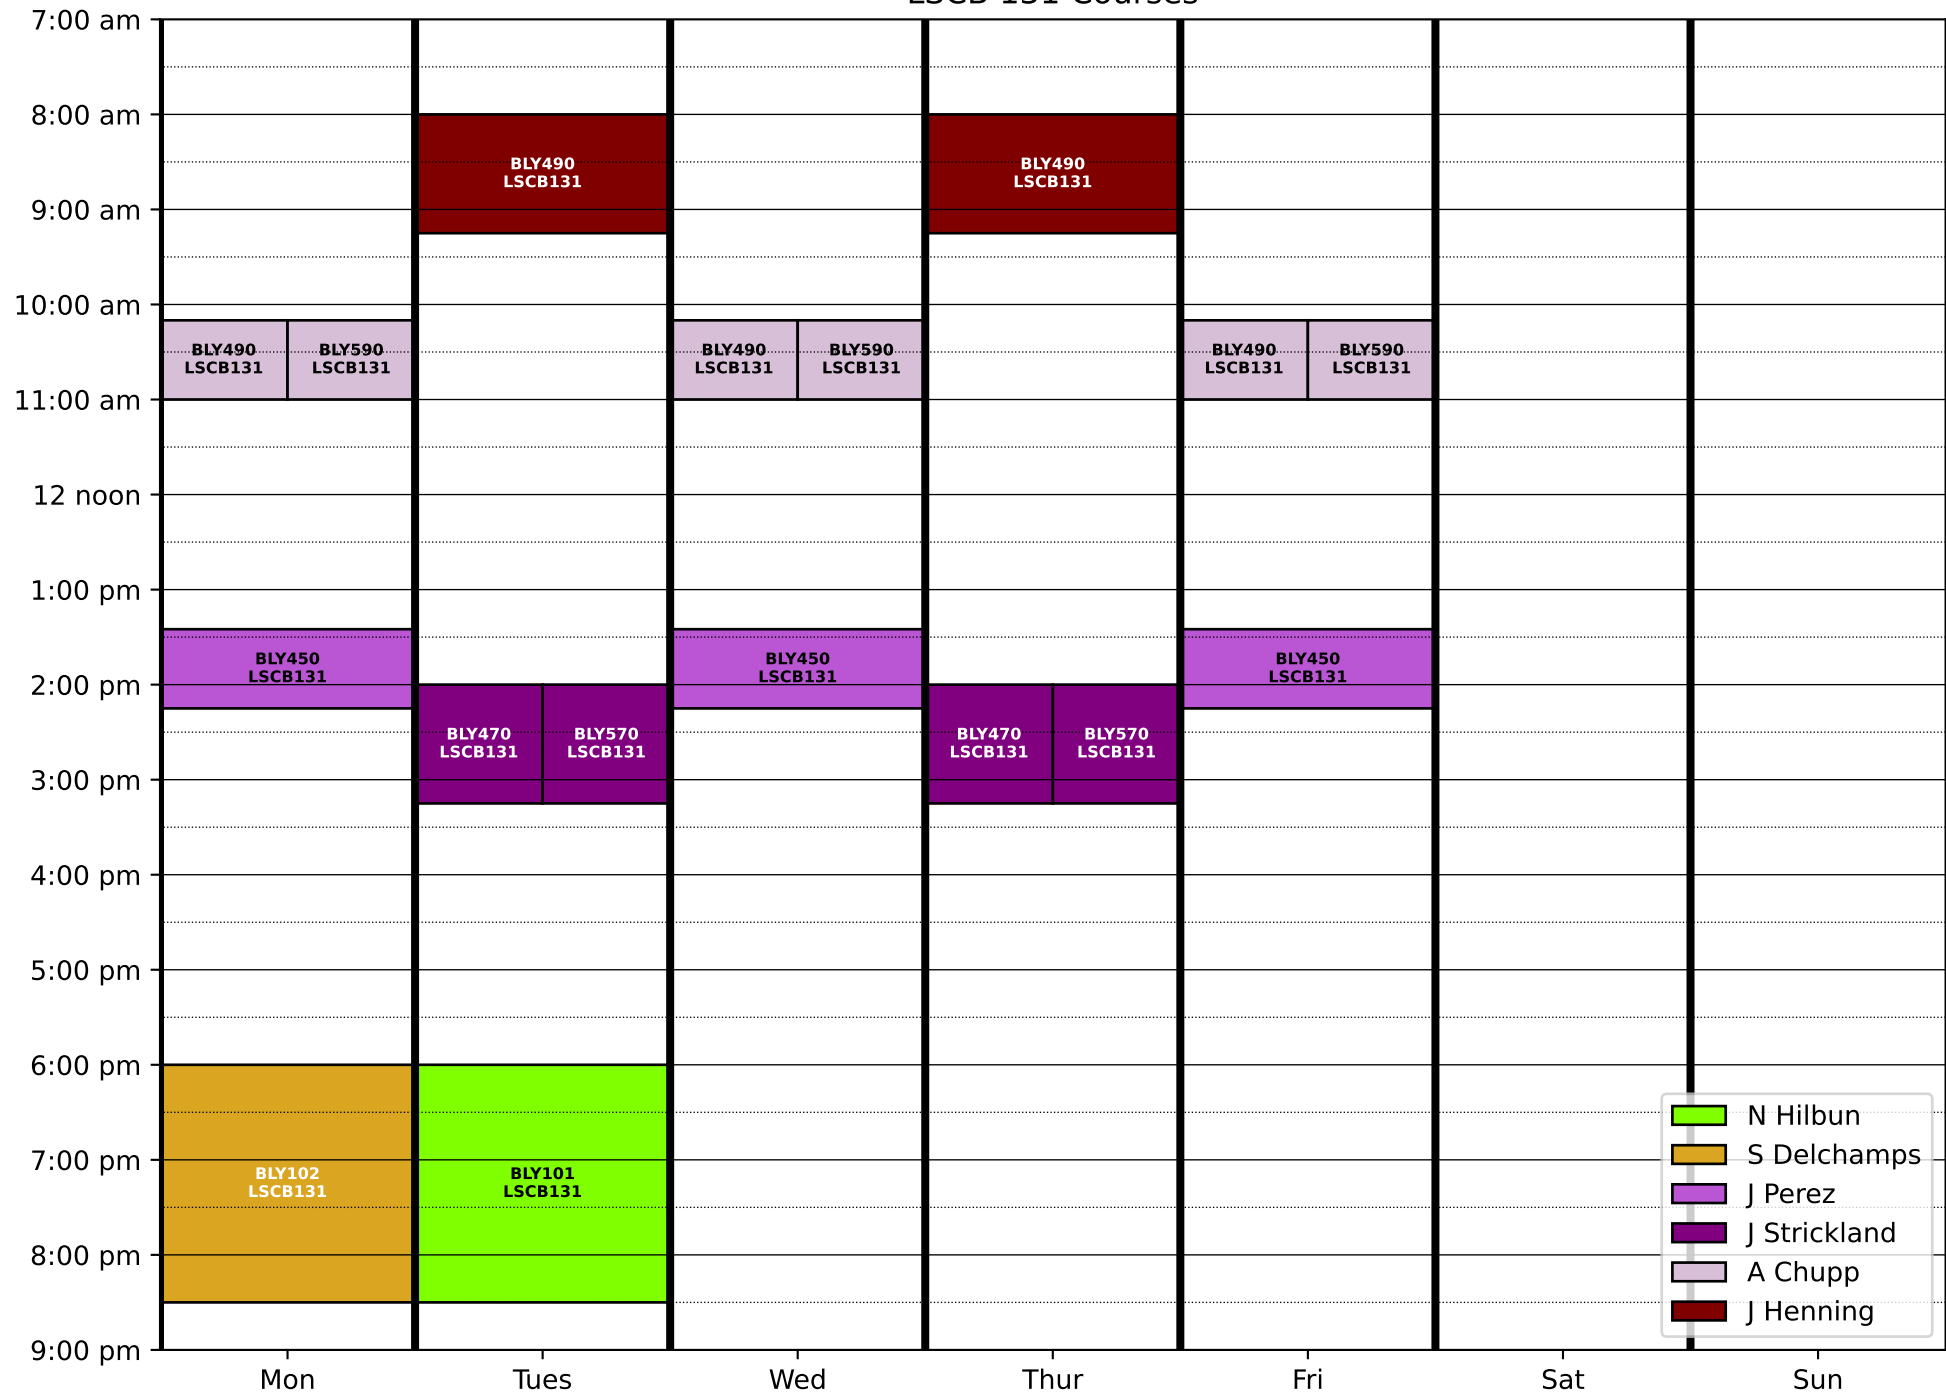 LSCB 131 Courses
7:00 am
8:00 am
BLY490
LSCB131
BLY490
LSCB131
9:00 am
10:00 am
BLY490
LSCB131
BLY590
LSCB131
BLY490
LSCB131
BLY590
LSCB131
BLY490
LSCB131
BLY590
LSCB131
11:00 am
12 noon
1:00 pm
BLY450
LSCB131
BLY450
LSCB131
BLY450
LSCB131
2:00 pm
BLY470
LSCB131
BLY570
LSCB131
BLY470
LSCB131
BLY570
LSCB131
3:00 pm
4:00 pm
5:00 pm
6:00 pm
7:00 pm
BLY102
LSCB131
BLY101
LSCB131
8:00 pm
9:00 pm
N Hilbun
S Delchamps
J Perez
J Strickland
A Chupp
J Henning
Mon
Tues
Wed
Thur
Fri
Sat
Sun